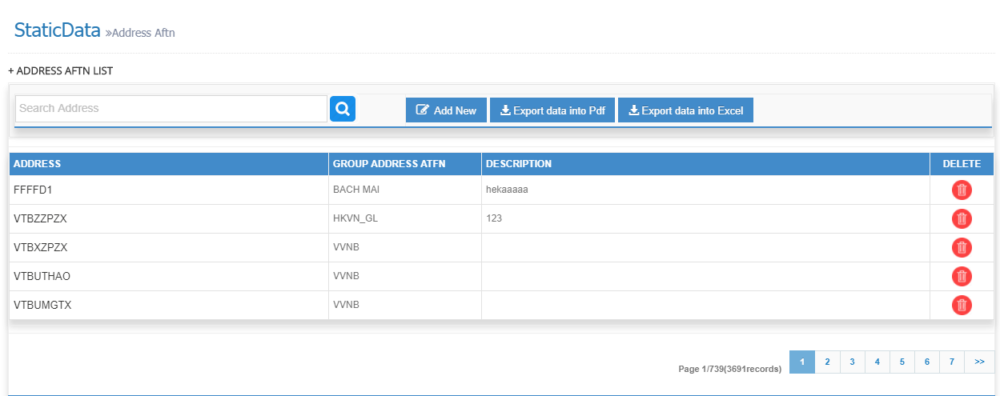 StaticData »Address Aftn
+ ADDRESS AFTN LIST
Search Address
Add New
Export data into Pdf
Export data into Excel
ADDRESS GROUP ADDRESS ATFN DESCRIPTION DELETE
FFFFD1 BACH MAI hekaaaaa
VTBZZPZX HKVN_GL 123
VTBXZPZX VVNB
VTBUTHAO VVNB
VTBUMGTX VVNB
Page 1/739(3691records) 1 2 3 4 5 6 7 >>